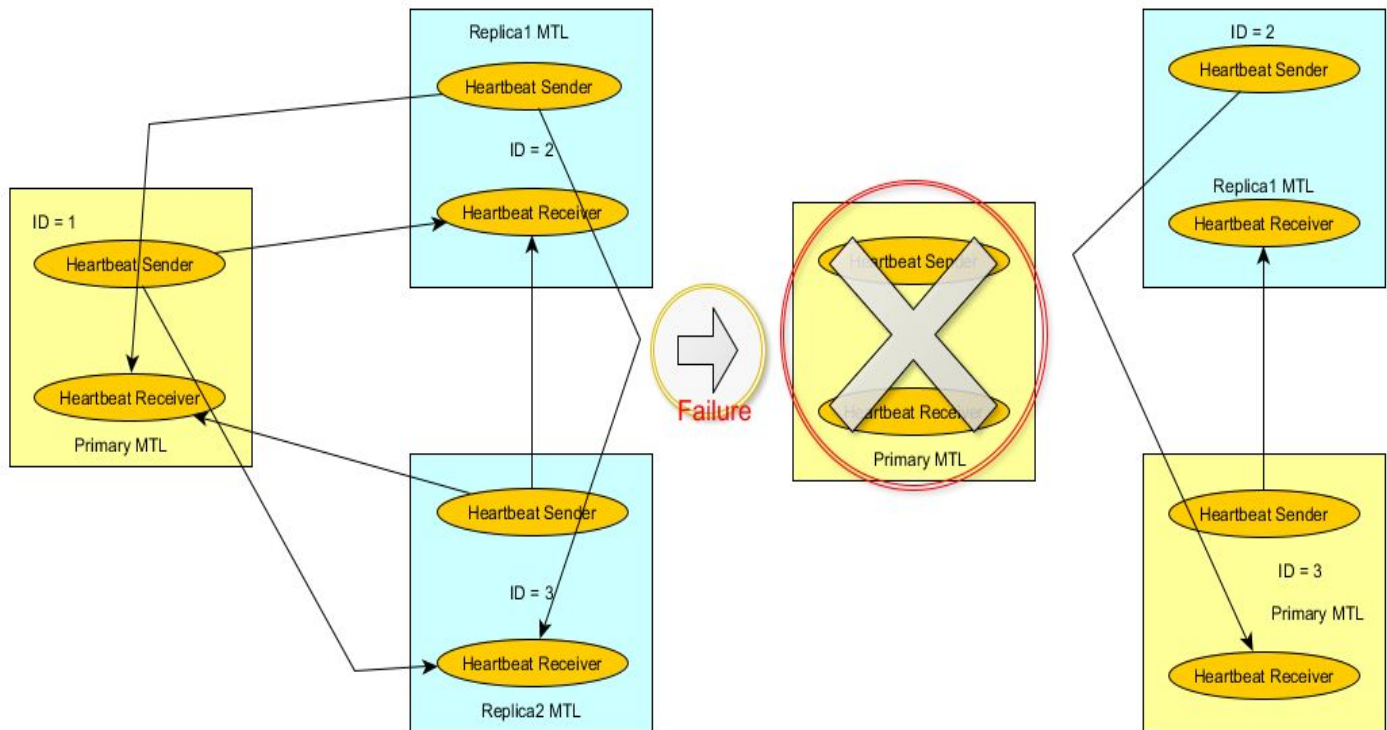 Replica1 MTL
Heartbeat Sender
ID = 2
Heartbeat Receiver
ID = 1
Heartbeat Sender
Heartbeat Receiver
Primary MTL
Heartbeat Sender
ID = 3
Heartbeat Receiver
Replica2 MTL
Failure
Heartbeat Sender
Heartbeat Receiver
Primary MTL
ID = 2
Heartbeat Sender
Replica1 MTL
Heartbeat Receiver
Heartbeat Sender
ID = 3
Primary MTL
Heartbeat Receiver